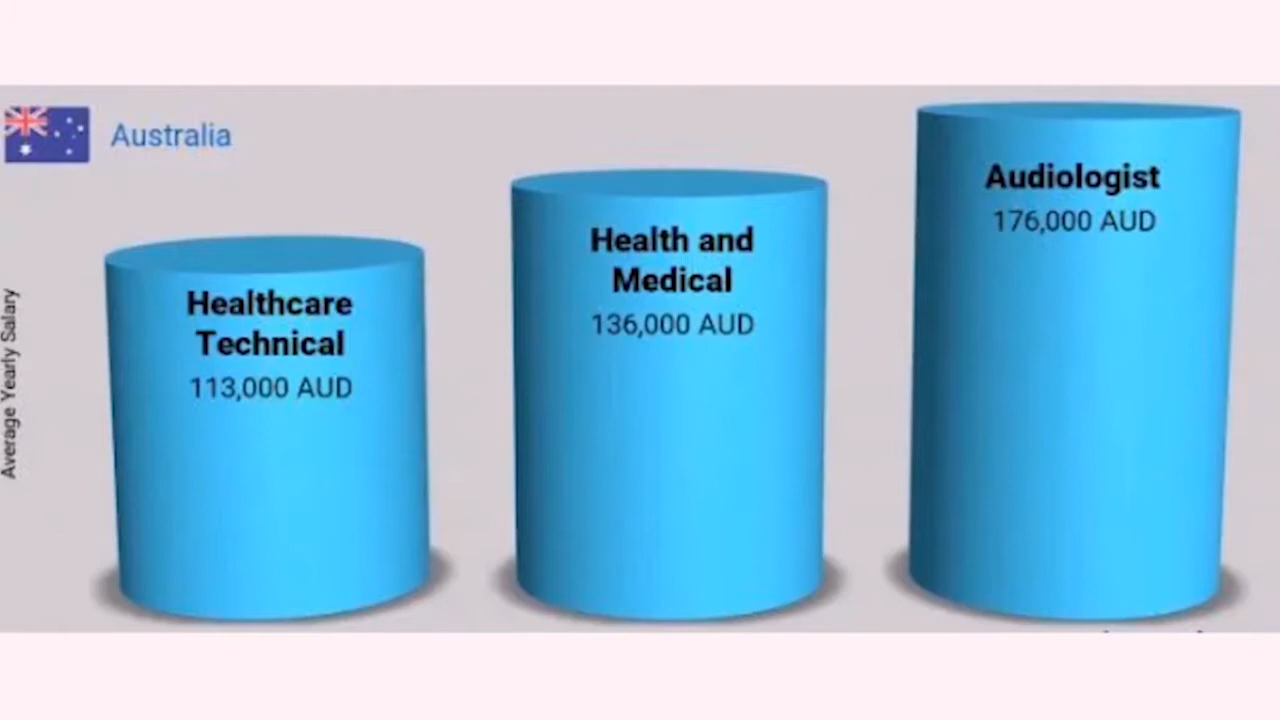 Australia
Average Yearly Salary
Healthcare
Technical
113,000 AUD
Health and
Medical
136,000 AUD
Audiologist
176,000 AUD